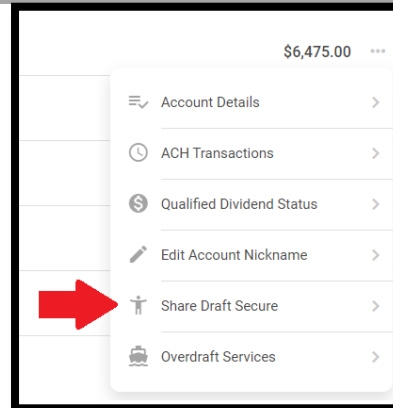 $6,475.00
Account Details
ACH Transactions
Qualified Dividend Status
Edit Account Nickname
Share Draft Secure
Overdraft Services